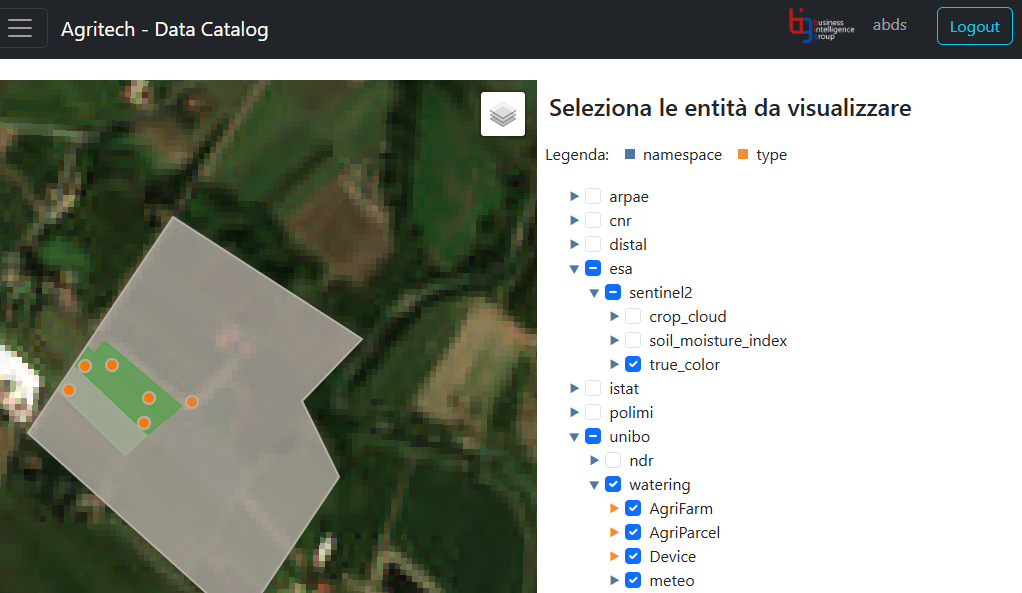 Agritech - Data Catalog
business
intelligence
group
abds
Logout
Seleziona le entità da visualizzare
Legenda: namespace type
arpae
cnr
distal
esa
sentinel2
crop_cloud
soil_moisture_index
true_color
istat
polimi
unibo
ndr
watering
AgriFarm
AgriParcel
Device
meteo